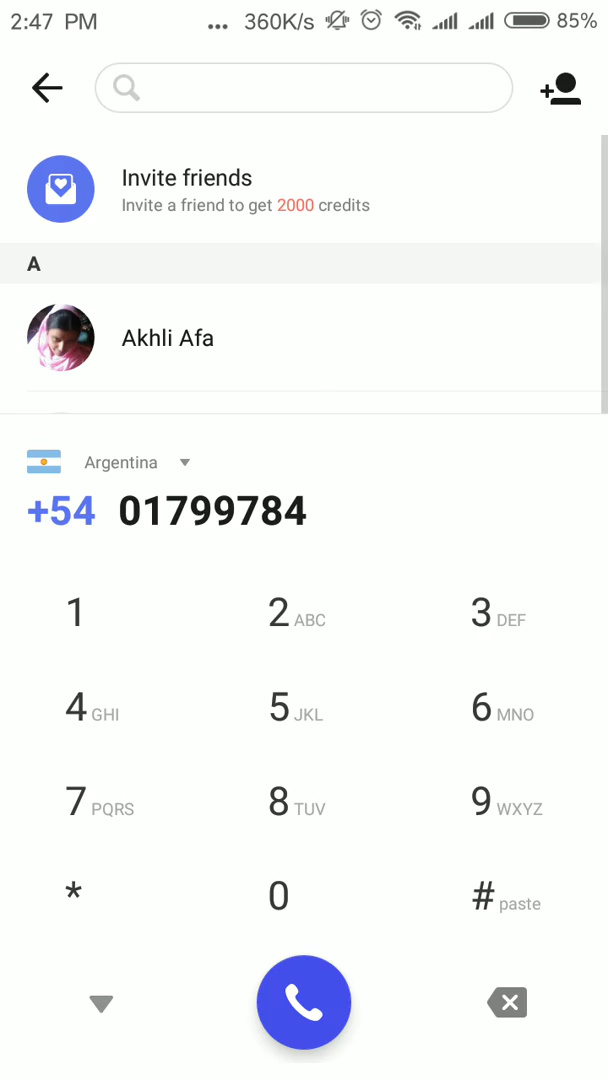 2:47 PM ... 360K/s 85%
Invite friends
Invite a friend to get 2000 credits
A
Akhli Afa
Argentina
+54 01799784
1 2 ABC 3 DEF
4 GHI 5 JKL 6 MNO
7 PQRS 8 TUV 9 WXYZ
* 0 # paste